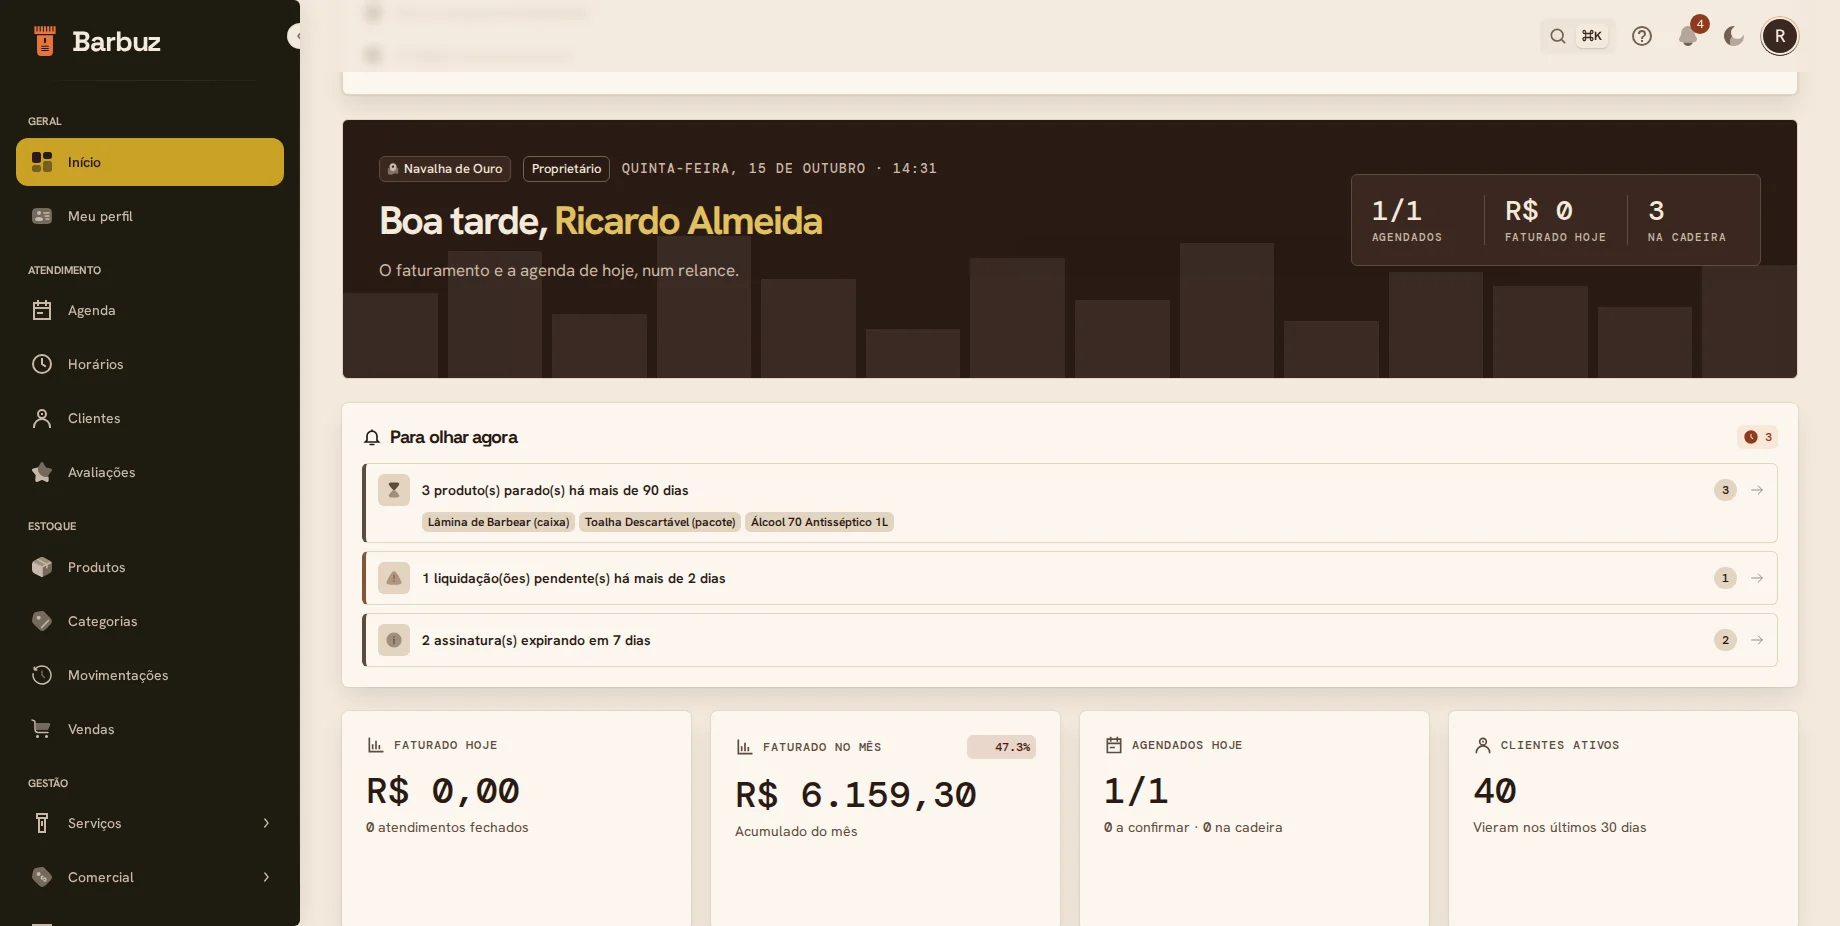 Barbuz
⌘K
4
R
GERAL
Início
Meu perfil
ATENDIMENTO
Agenda
Horários
Clientes
Avaliações
ESTOQUE
Produtos
Categorias
Movimentações
Vendas
GESTÃO
Serviços
Comercial
Navalha de Ouro
Proprietário
QUINTA-FEIRA, 15 DE OUTUBRO · 14:31
Boa tarde, Ricardo Almeida
O faturamento e a agenda de hoje, num relance.
1/1
AGENDADOS
R$ 0
FATURADO HOJE
3
NA CADEIRA
Para olhar agora
3
3 produto(s) parado(s) há mais de 90 dias
3
Lâmina de Barbear (caixa)
Toalha Descartável (pacote)
Álcool 70 Antisséptico 1L
1 liquidação(ões) pendente(s) há mais de 2 dias
1
2 assinatura(s) expirando em 7 dias
2
FATURADO HOJE
R$ 0,00
0 atendimentos fechados
FATURADO NO MÊS
47.3%
R$ 6.159,30
Acumulado do mês
AGENDADOS HOJE
1/1
0 a confirmar · 0 na cadeira
CLIENTES ATIVOS
40
Vieram nos últimos 30 dias